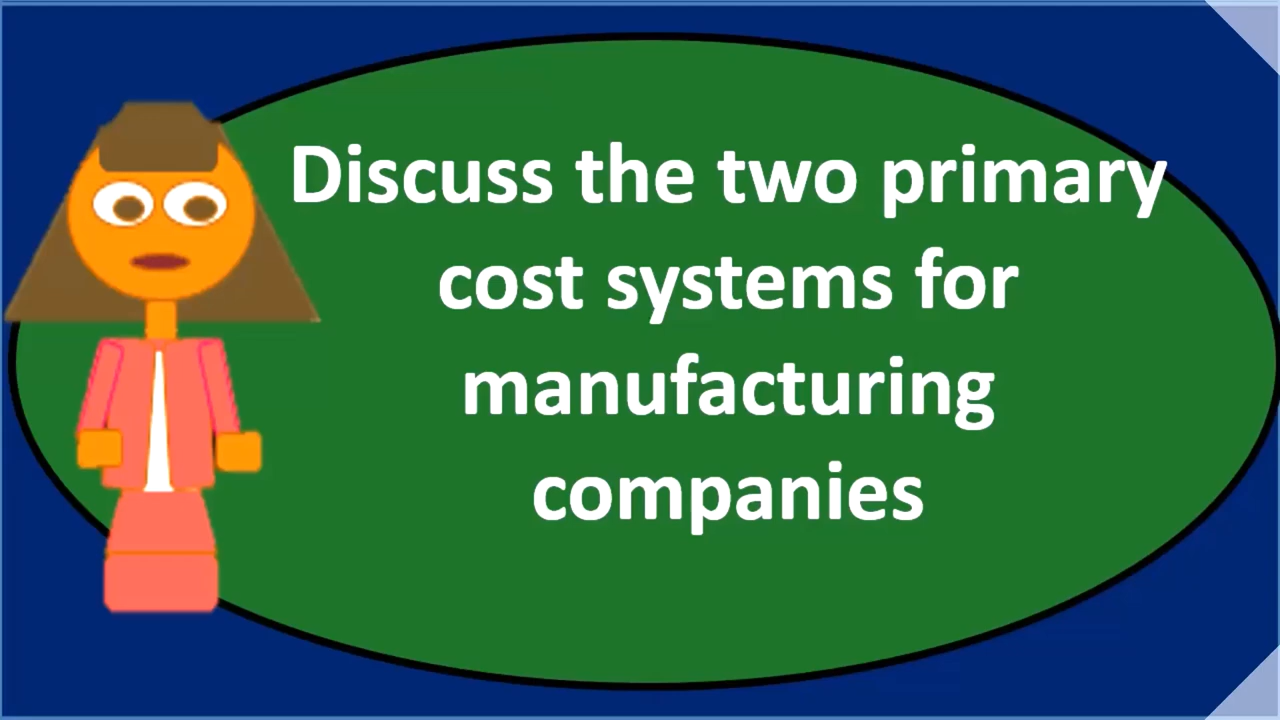 Discuss the two primary
cost systems for
manufacturing
companies